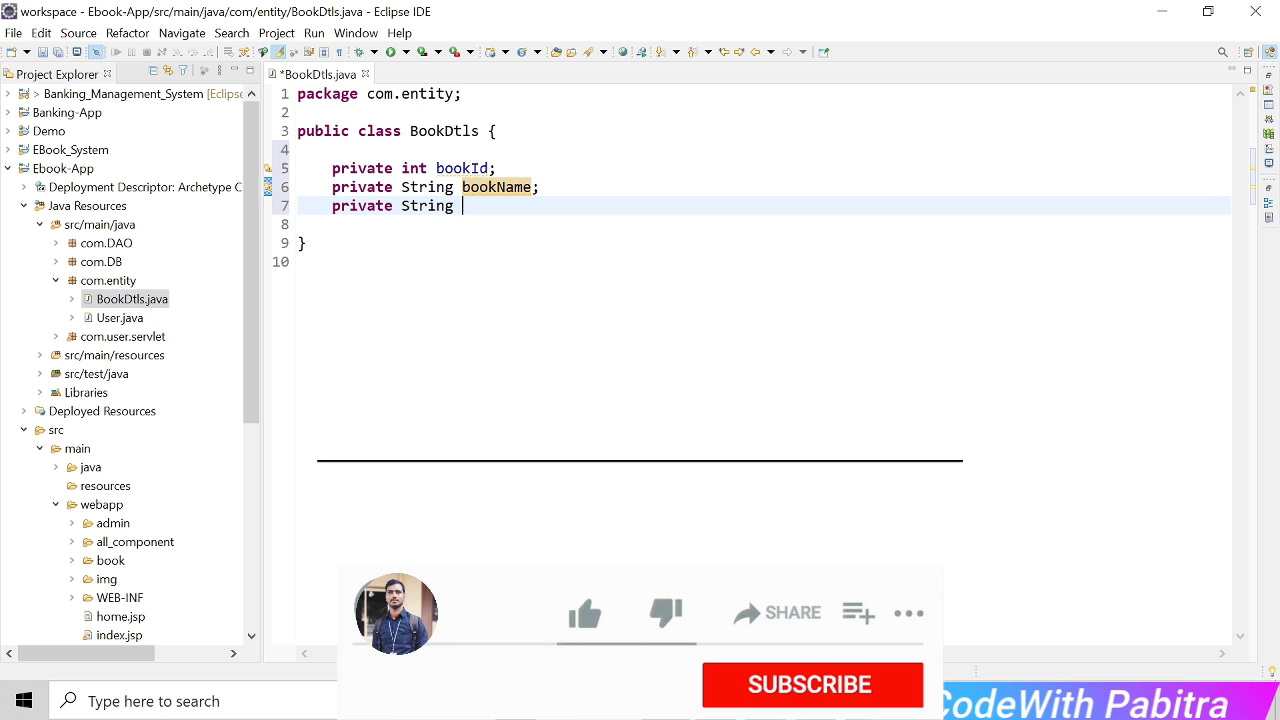 workspace - Ebook-App/src/main/java/com/entity/BookDtls.java - Eclipse IDE
File Edit Source Refactor Navigate Search Project Run Window Help
Project Explorer
*BookDtls.java
> Banking_Management_System [Eclipse
Banking-App
Demo
EBook_System
Ebook-App
Deployment Descriptor: Archetype C
Java Resources
src/main/java
com.DAO
com.DB
com.entity
BookDtls.java
User.java
com.user.servlet
src/main/resources
src/test/java
Libraries
Deployed Resources
src
main
java
resources
webapp
admin
all_component
book
img
WEB-INF
home.jsp
index.jsp
1 package com.entity;
2
3 public class BookDtls {
4
5 private int bookId;
6 private String bookName;
7 private String
8
9 }
10
SHARE
SUBSCRIBE
Type here to search
CodeWith Pabitra